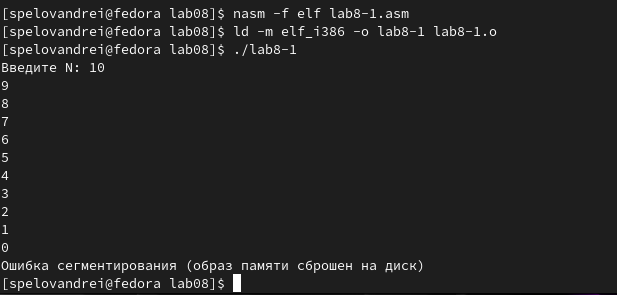 [spelovandrei@fedora lab08]$ nasm -f elf lab8-1.asm
[spelovandrei@fedora lab08]$ ld -m elf_i386 -o lab8-1 lab8-1.o
[spelovandrei@fedora lab08]$ ./lab8-1
Введите N: 10
9
8
7
6
5
4
3
2
1
0
Ошибка сегментирования (образ памяти сброшен на диск)
[spelovandrei@fedora lab08]$